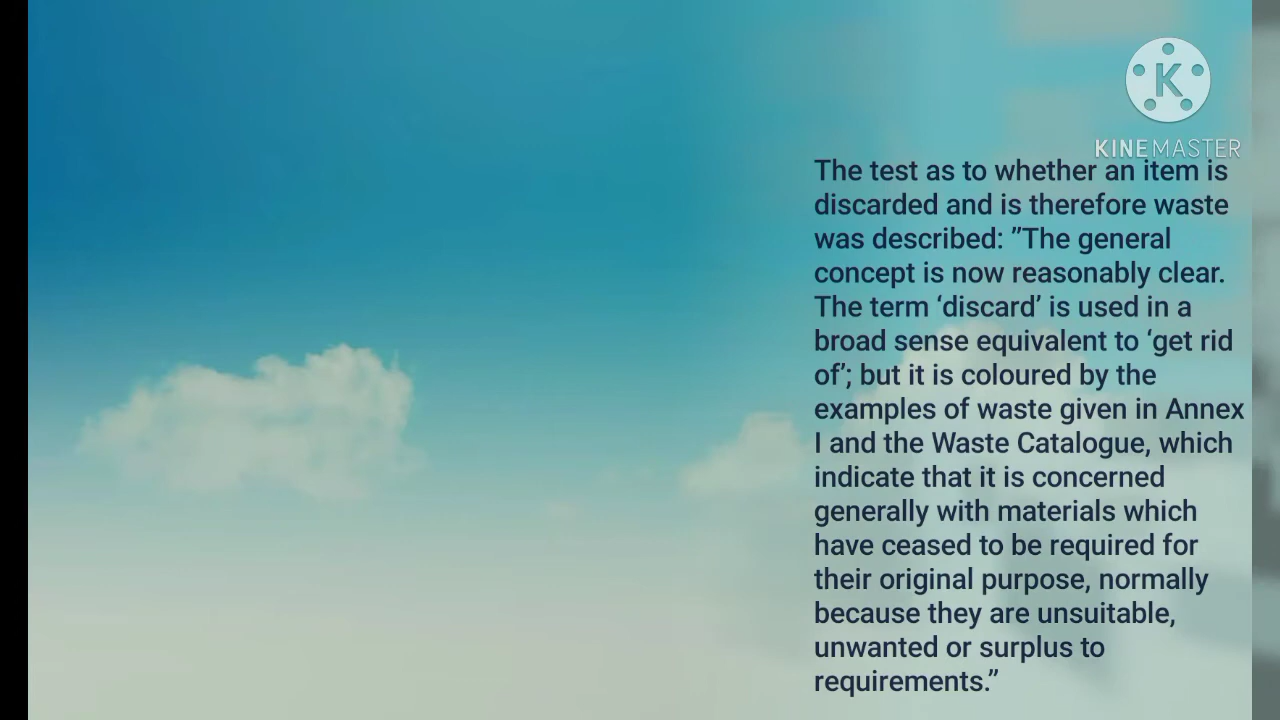 KINEMASTER
The test as to whether an item is
discarded and is therefore waste
was described: ”The general
concept is now reasonably clear.
The term ‘discard’ is used in a
broad sense equivalent to ‘get rid
of’; but it is coloured by the
examples of waste given in Annex
I and the Waste Catalogue, which
indicate that it is concerned
generally with materials which
have ceased to be required for
their original purpose, normally
because they are unsuitable,
unwanted or surplus to
requirements.”